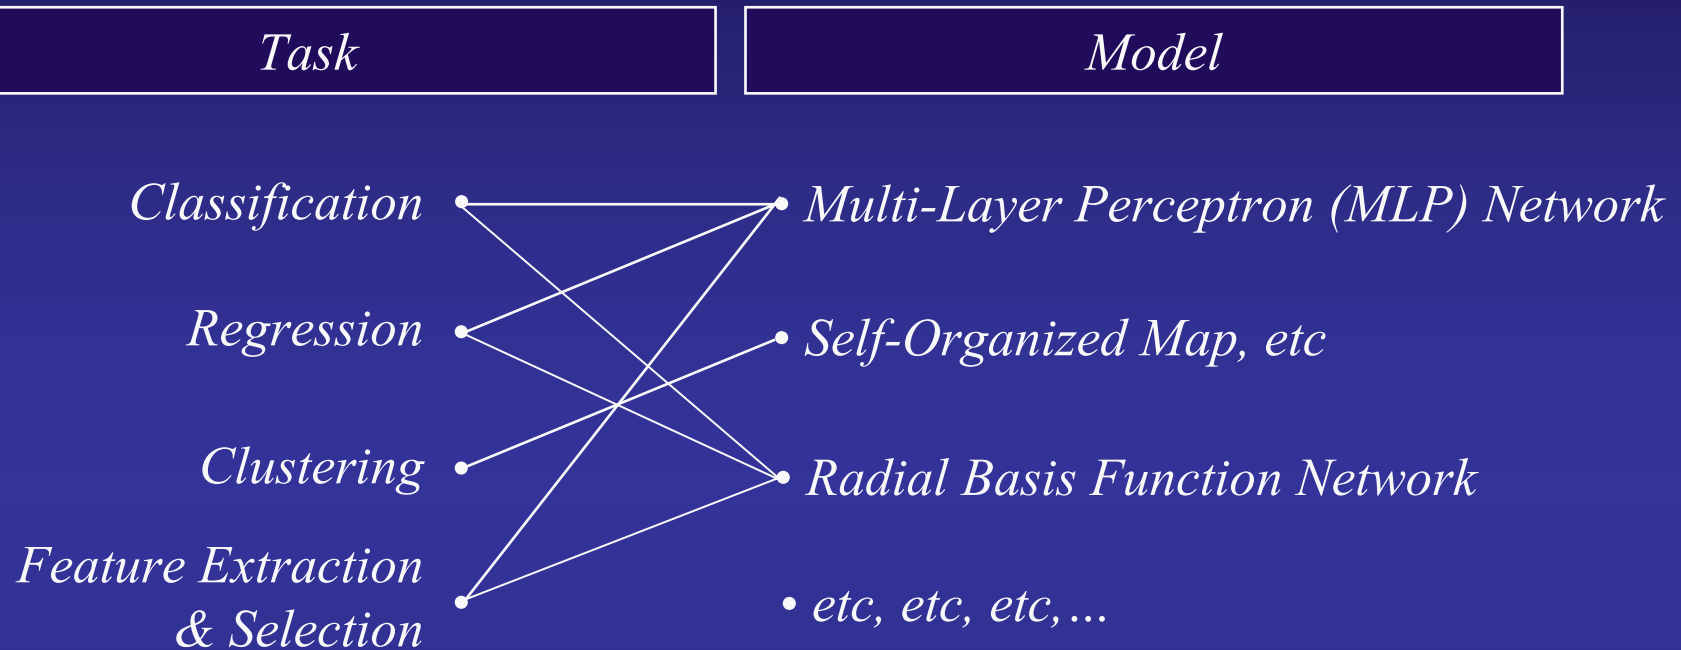 Task
Model
Classification
Multi-Layer Perceptron (MLP) Network
Regression
Self-Organized Map, etc
Clustering
Radial Basis Function Network
Feature Extraction
& Selection
• etc, etc, etc,...